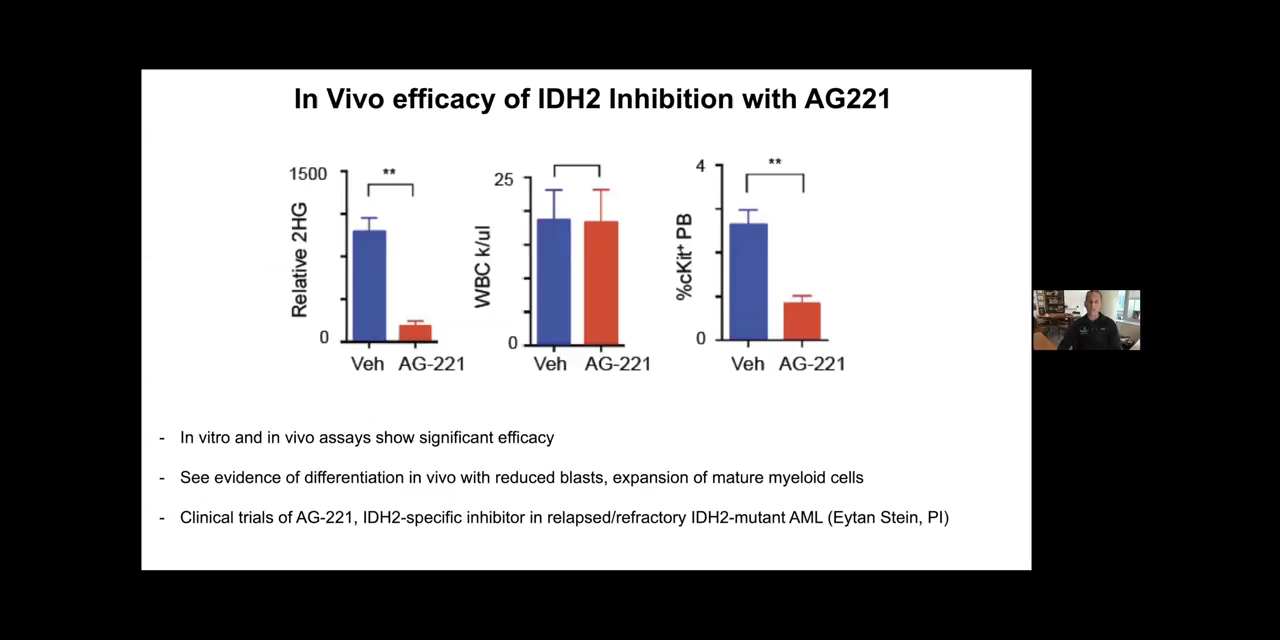 In Vivo efficacy of IDH2 Inhibition with AG221
1500
**
Relative 2HG
0
Veh AG-221
25
WBC k/ul
0
Veh AG-221
4
**
%cKit⁺ PB
0
Veh AG-221
- In vitro and in vivo assays show significant efficacy
- See evidence of differentiation in vivo with reduced blasts, expansion of mature myeloid cells
- Clinical trials of AG-221, IDH2-specific inhibitor in relapsed/refractory IDH2-mutant AML (Eytan Stein, PI)